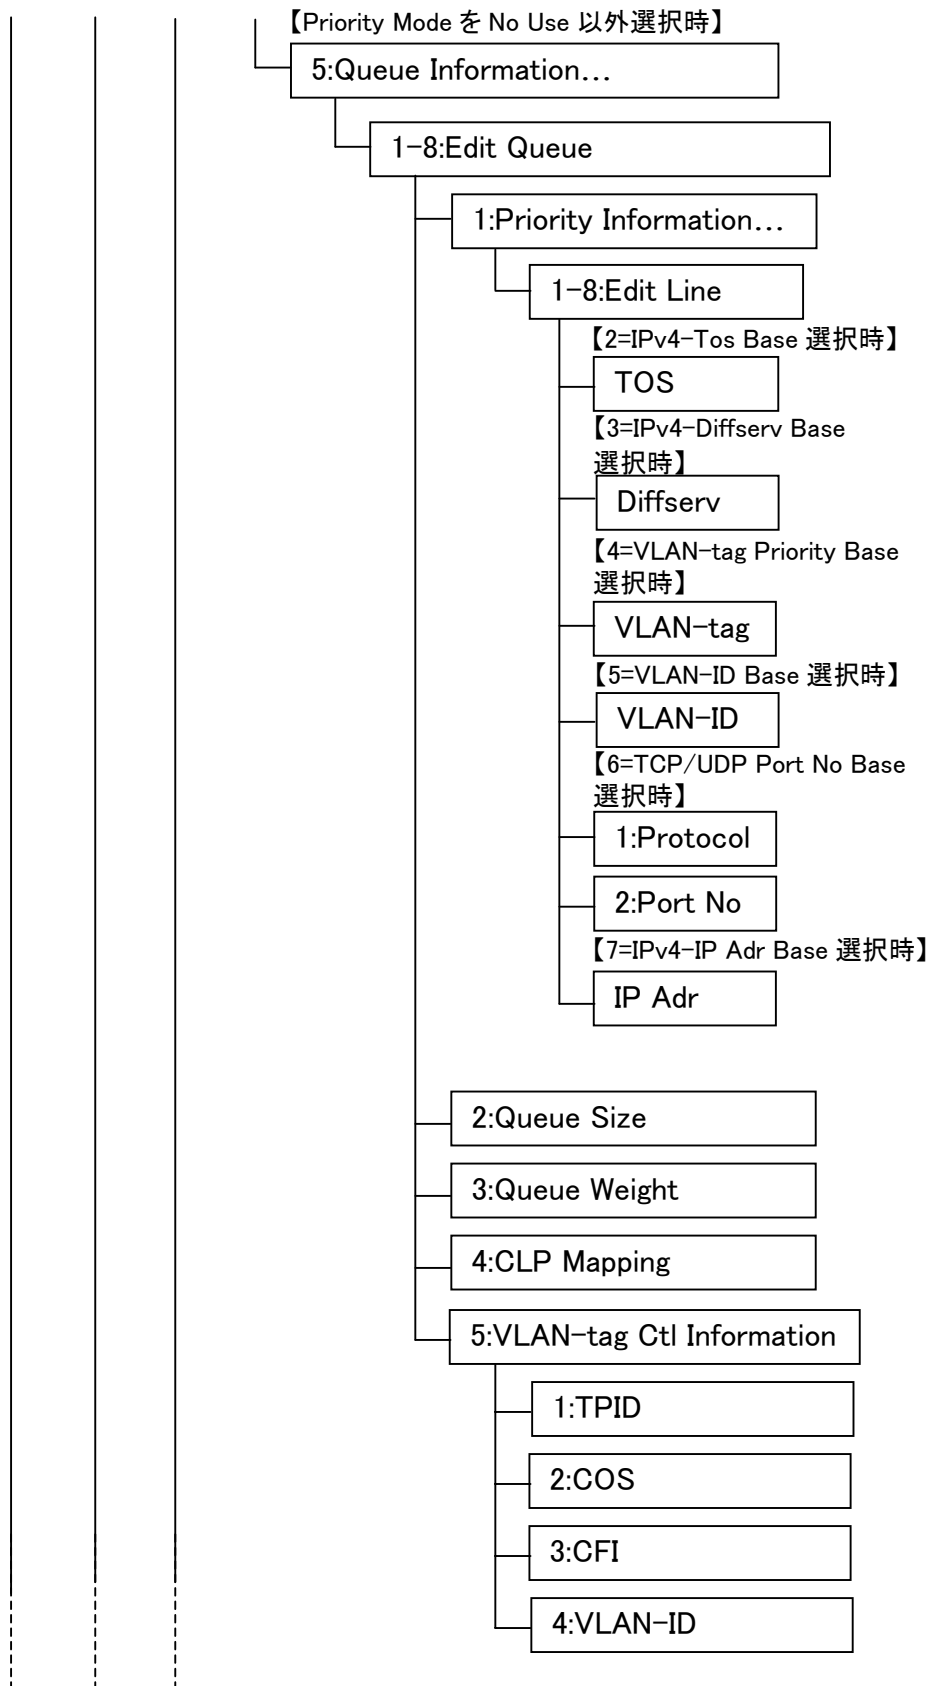 【Priority Mode を No Use 以外選択時】
5:Queue Information...
1-8:Edit Queue
1:Priority Information...
1-8:Edit Line
【2=IPv4-Tos Base 選択時】
TOS
【3=IPv4-Diffserv Base
選択時】
Diffserv
【4=VLAN-tag Priority Base
選択時】
VLAN-tag
【5=VLAN-ID Base 選択時】
VLAN-ID
【6=TCP/UDP Port No Base
選択時】
1:Protocol
2:Port No
【7=IPv4-IP Adr Base 選択時】
IP Adr
2:Queue Size
3:Queue Weight
4:CLP Mapping
5:VLAN-tag Ctl Information
1:TPID
2:COS
3:CFI
4:VLAN-ID